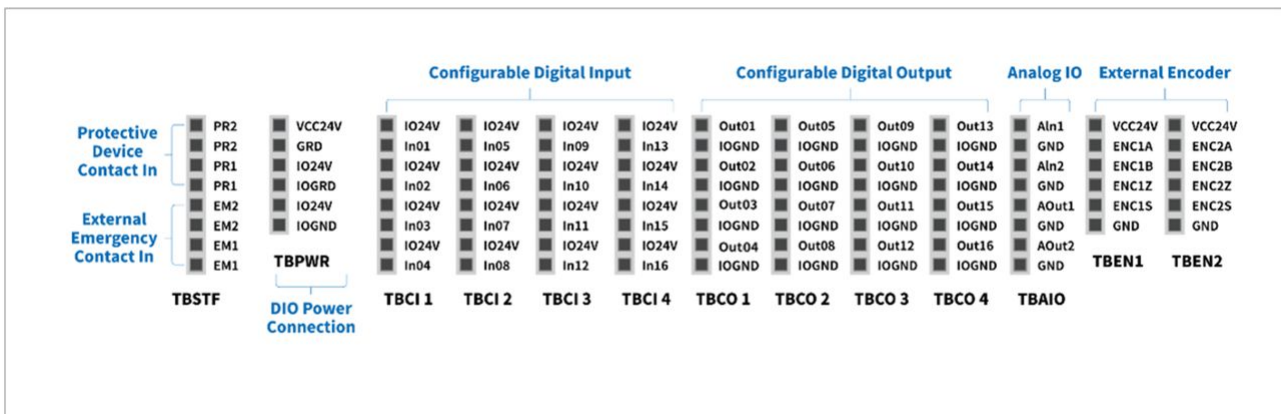 Configurable Digital Input
Configurable Digital Output
Analog IO
External Encoder
Protective
Device
Contact In
External
Emergency
Contact In
PR2
PR2
PR1
PR1
EM2
EM2
EM1
EM1
TBSTF
VCC24V
GRD
IO24V
IOGRD
IO24V
IOGND
TBPWR
DIO Power
Connection
IO24V
In01
IO24V
In02
IO24V
In03
IO24V
In04
TBCI 1
IO24V
In05
IO24V
In06
IO24V
In07
IO24V
In08
TBCI 2
IO24V
In09
IO24V
In10
IO24V
In11
IO24V
In12
TBCI 3
IO24V
In13
IO24V
In14
IO24V
In15
IO24V
In16
TBCI 4
Out01
IOGND
Out02
IOGND
Out03
IOGND
Out04
IOGND
TBCO 1
Out05
IOGND
Out06
IOGND
Out07
IOGND
Out08
IOGND
TBCO 2
Out09
IOGND
Out10
IOGND
Out11
IOGND
Out12
IOGND
TBCO 3
Out13
IOGND
Out14
IOGND
Out15
IOGND
Out16
IOGND
TBCO 4
Aln1
GND
Aln2
GND
AOut1
GND
AOut2
GND
TBAIO
VCC24V
ENC1A
ENC1B
ENC1Z
ENC1S
GND
TBEN1
VCC24V
ENC2A
ENC2B
ENC2Z
ENC2S
GND
TBEN2